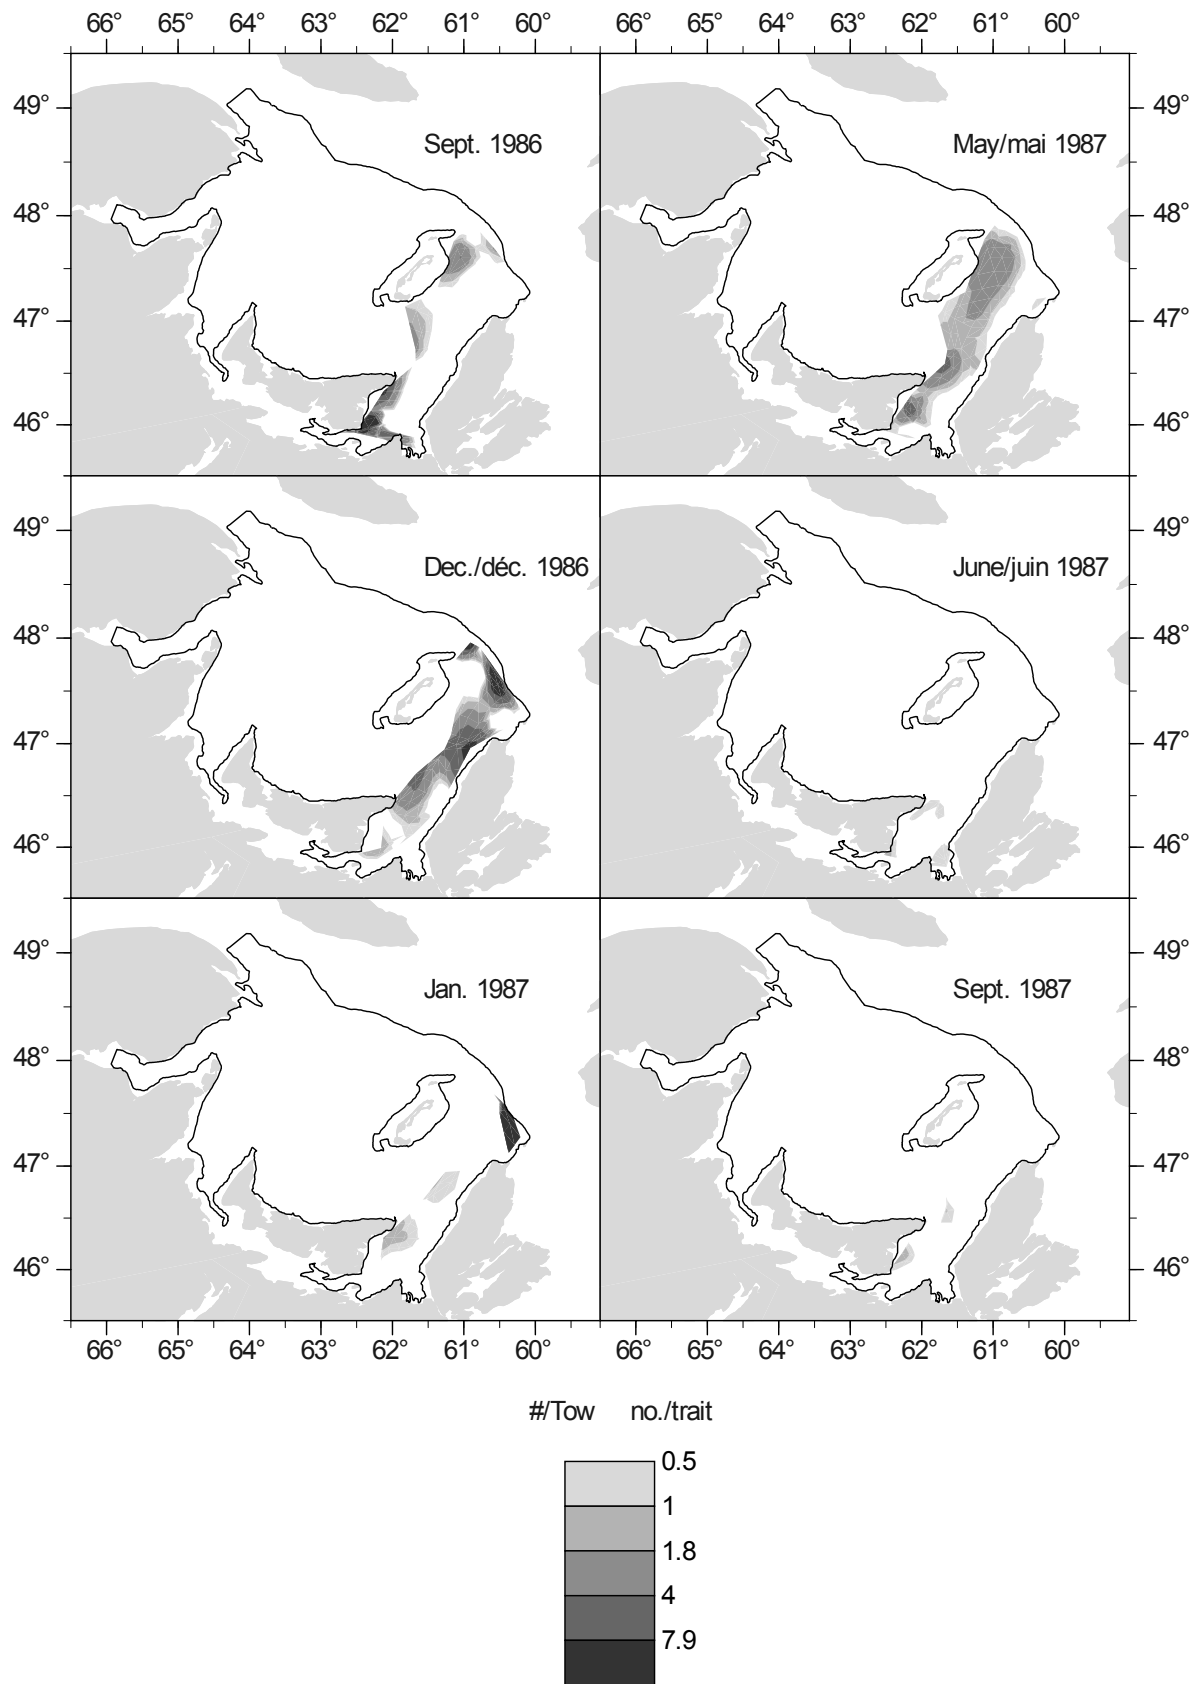 66° 65° 64° 63° 62° 61° 60° 66° 65° 64° 63° 62° 61° 60°
49° 49°
Sept. 1986 May/mai 1987
48° 48°
47° 47°
46° 46°
49° 49°
Dec./déc. 1986 June/juin 1987
48° 48°
47° 47°
46° 46°
49° 49°
Jan. 1987 Sept. 1987
48° 48°
47° 47°
46° 46°
66° 65° 64° 63° 62° 61° 60° 66° 65° 64° 63° 62° 61° 60°
#/Tow no./trait
0.5
1
1.8
4
7.9